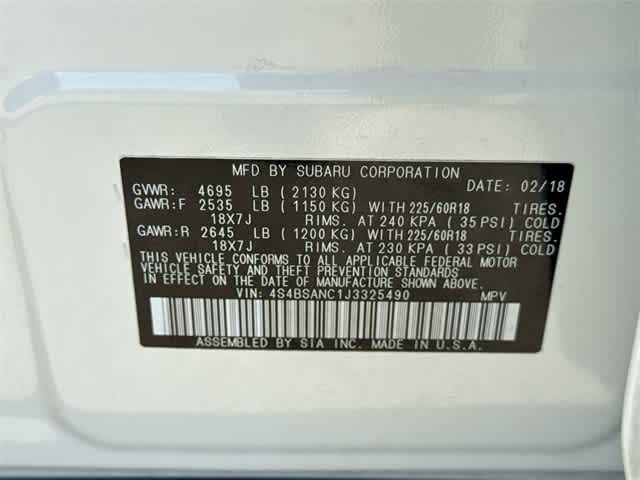 MFD BY SUBARU CORPORATION
GVWR: 4695 LB ( 2130 KG) DATE: 02/18
GAWR:F 2535 LB ( 1150 KG) WITH 225/60R18 TIRES.
18X7J RIMS. AT 240 KPA ( 35 PSI) COLD
GAWR:R 2645 LB ( 1200 KG) WITH 225/60R18 TIRES.
18X7J RIMS. AT 230 KPA ( 33 PSI) COLD
THIS VEHICLE CONFORMS TO ALL APPLICABLE FEDERAL MOTOR
VEHICLE SAFETY AND THEFT PREVENTION STANDARDS
IN EFFECT ON THE DATE OF MANUFACTURE SHOWN ABOVE.
VIN: 4S4BSANC1J3325490 MPV
ASSEMBLED BY SIA INC. MADE IN U.S.A.